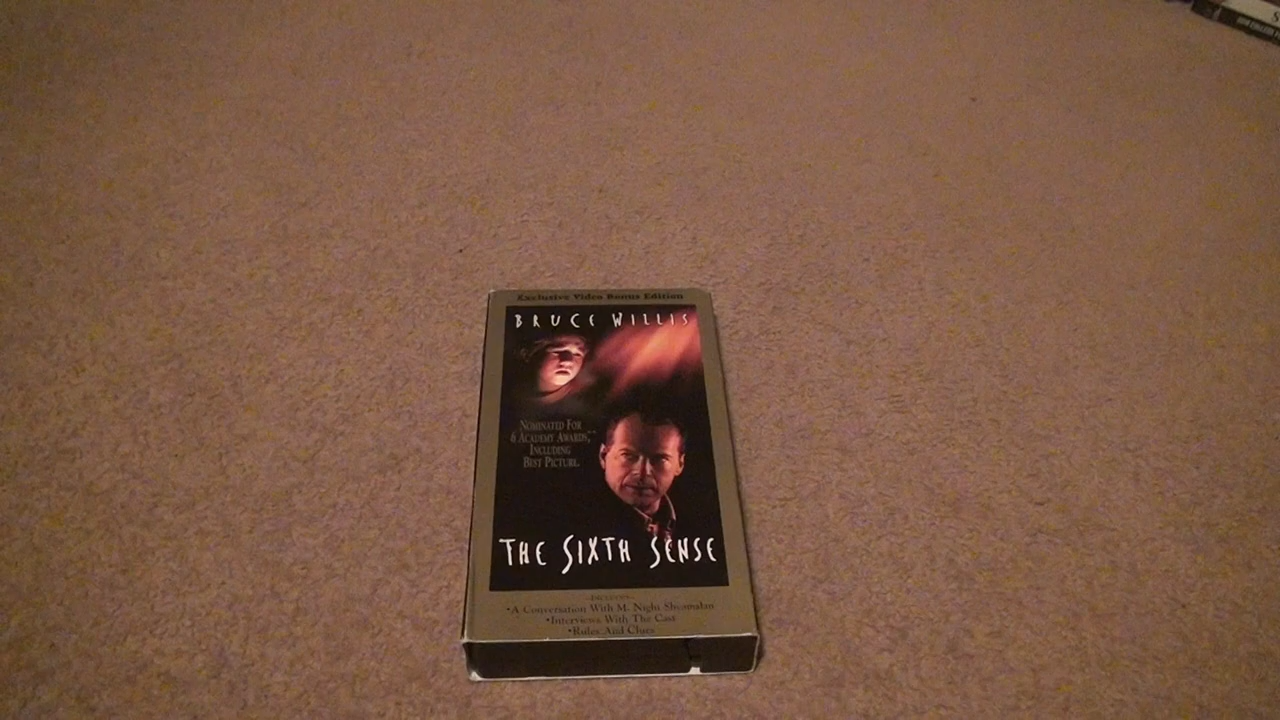 Exclusive Video Bonus Edition
BRUCE WILLIS
NOMINATED FOR
6 ACADEMY AWARDS,
INCLUDING
BEST PICTURE.
THE SIXTH SENSE
•A Conversation With M. Night Shyamalan
•Interviews With The Cast
•Rules And Clues